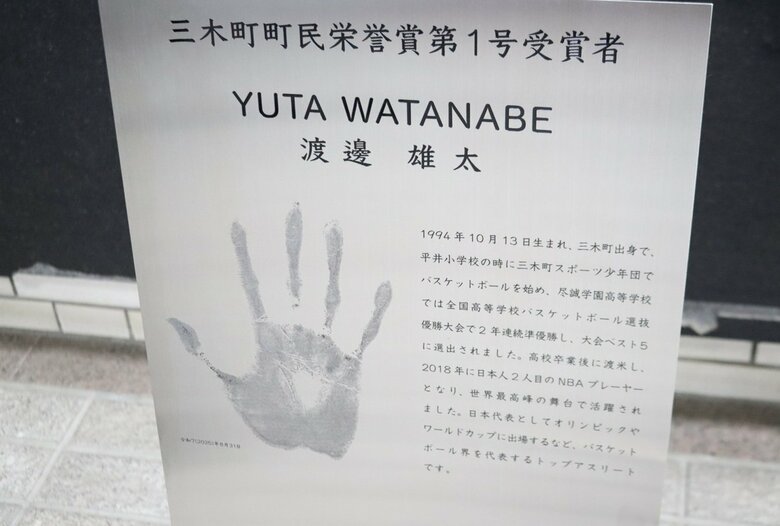 三木町町民栄誉賞第1号受賞者
YUTA WATANABE
渡邊 雄太
1994年10月13日生まれ、三木町出身で、
平井小学校の時に三木町スポーツ少年団で
バスケットボールを始め、尽誠学園高等学校
では全国高等学校バスケットボール選抜
優勝大会で2年連続準優勝し、大会ベスト5
に選出されました。高校卒業後に渡米し、
2018年に日本人2人目のNBAプレーヤー
となり、世界最高峰の舞台で活躍され
ました。日本代表としてオリンピックや
ワールドカップに出場するなど、バスケット
ボール界を代表するトップアスリート
です。
令和7(2025)年8月31日